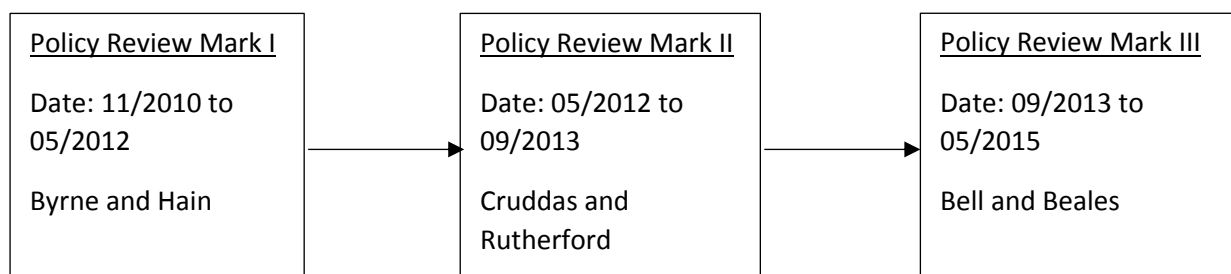 Policy Review Mark I
Date: 11/2010 to
05/2012
Byrne and Hain
Policy Review Mark II
Date: 05/2012 to
09/2013
Cruddas and
Rutherford
Policy Review Mark III
Date: 09/2013 to
05/2015
Bell and Beales